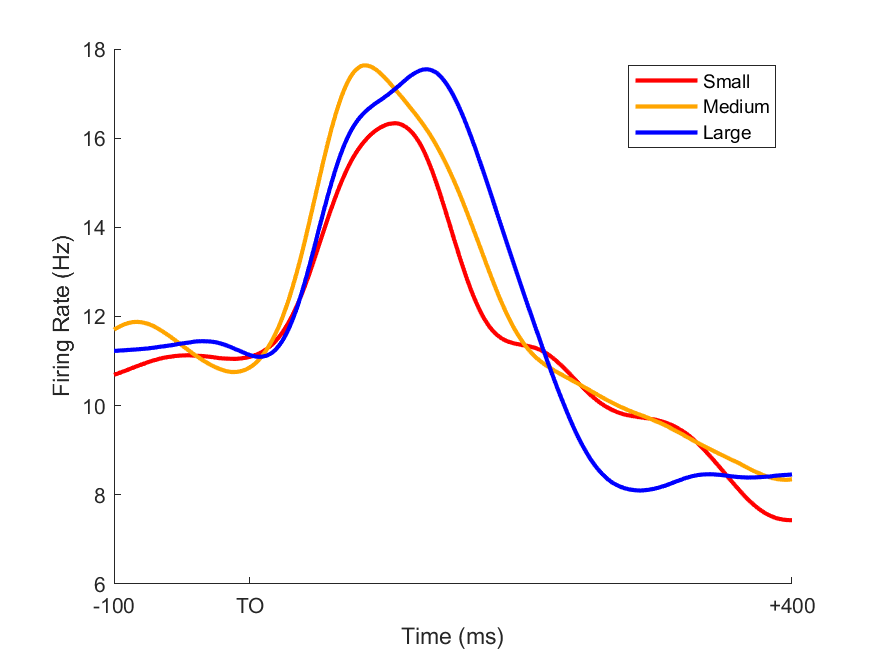 18
16
14
12
10
8
6
Firing Rate (Hz)
Small
Medium
Large
-100 TO +400
Time (ms)